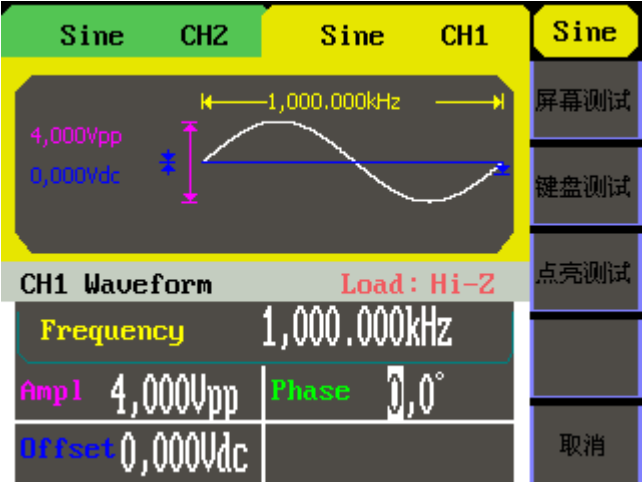 Sine CH2 Sine CH1 Sine
1,000.000kHz
4,000Vpp
0,000Vdc
屏幕测试
键盘测试
点亮测试
取消
CH1 Waveform Load: Hi-Z
Frequency 1,000.000kHz
Ampl 4,000Vpp Phase 0,0°
Offset 0,000Vdc